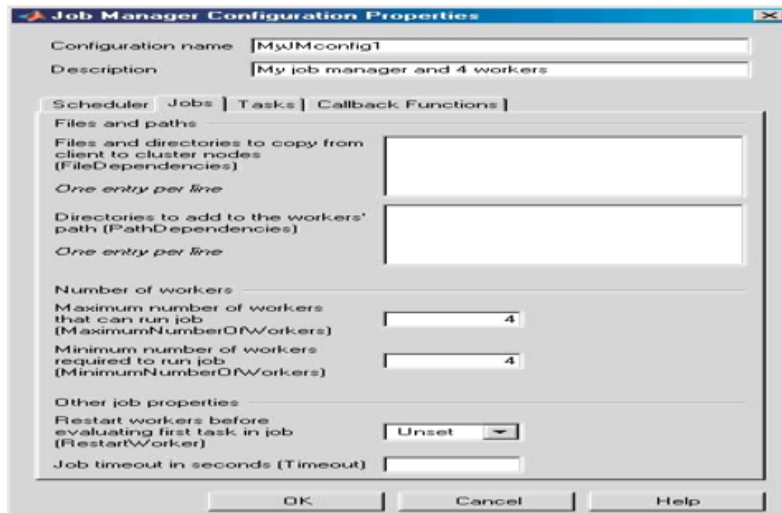 Job Manager Configuration Properties
Configuration name MyJMconfig1
Description My job manager and 4 workers
Scheduler Jobs Tasks Callback Functions
Files and paths
Files and directories to copy from
client to cluster nodes
(FileDependencies)
One entry per line
Directories to add to the workers'
path (PathDependencies)
One entry per line
Number of workers
Maximum number of workers
that can run job
(MaximumNumberOfWorkers)
4
Minimum number of workers
required to run job
(MinimumNumberOfWorkers)
4
Other job properties
Restart workers before
evaluating first task in job
(RestartWorker)
Unset
Job timeout in seconds (Timeout)
OK Cancel Help